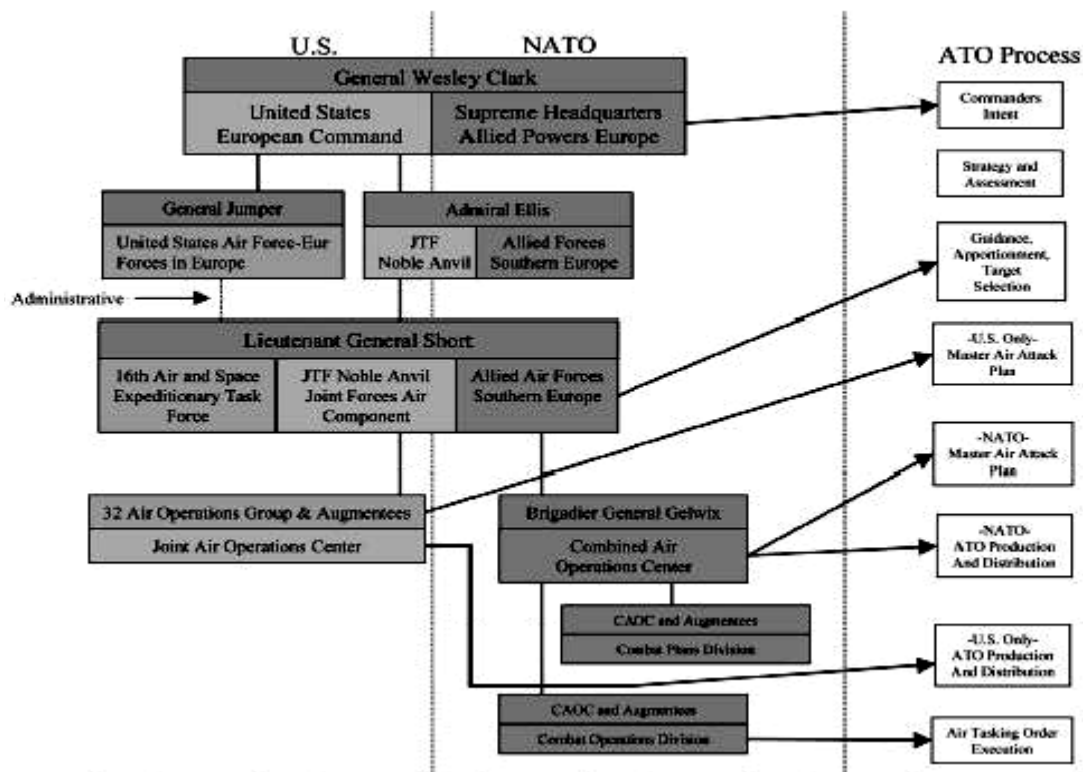 U.S.
NATO
ATO Process
General Wesley Clark
United States
European Command
Supreme Headquarters
Allied Powers Europe
Commanders
Intent
Strategy and
Assessment
General Jumper
United States Air Force-Eur
Forces in Europe
Admiral Ellis
JTF
Noble Anvil
Allied Forces
Southern Europe
Guidance,
Apportionment,
Target
Selection
Administrative
Lieutenant General Short
16th Air and Space
Expeditionary Task
Force
JTF Noble Anvil
Joint Forces Air
Component
Allied Air Forces
Southern Europe
-U.S. Only-
Master Air Attack
Plan
-NATO-
Master Air Attack
Plan
32 Air Operations Group & Augmentees
Joint Air Operations Center
Brigadier General Gelwix
Combined Air
Operations Center
-NATO-
ATO Production
And Distribution
CAOC and Augmentees
Combat Plans Division
-U.S. Only-
ATO Production
And Distribution
CAOC and Augmentees
Combat Operations Division
Air Tasking Order
Execution